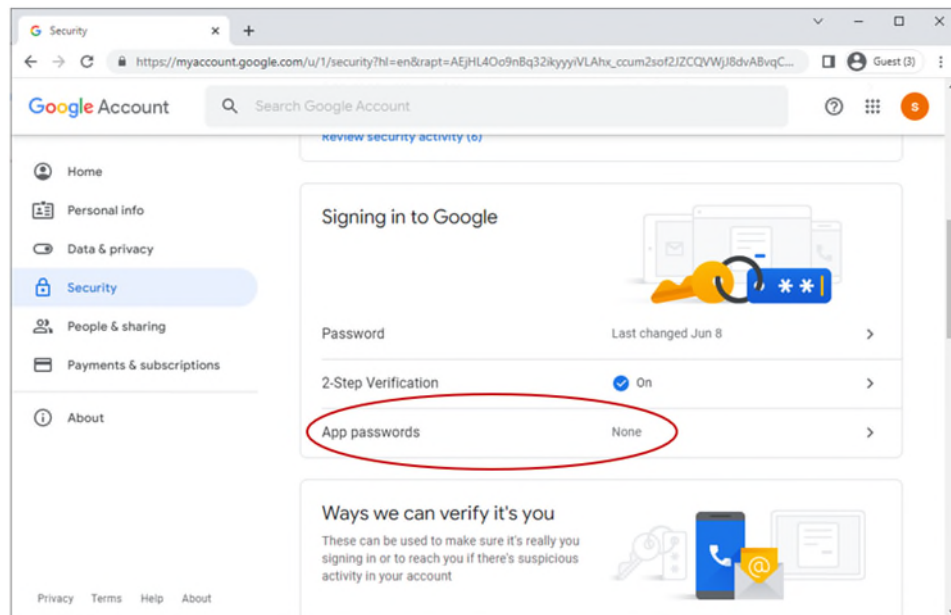 Security
https://myaccount.google.com/u/1/security?hl=en&rapt=AEjHL4Oo9nBq32ikyyyiVLAhx_ccum2sof2JZCQVWjJ8dvABvqC...
Guest (3)
Google Account
Search Google Account
S
Review security activity (6)
Home
Personal info
Data & privacy
Security
People & sharing
Payments & subscriptions
About
Signing in to Google
**
Password Last changed Jun 8
2-Step Verification On
App passwords None
Ways we can verify it's you
These can be used to make sure it's really you
signing in or to reach you if there's suspicious
activity in your account
Privacy Terms Help About